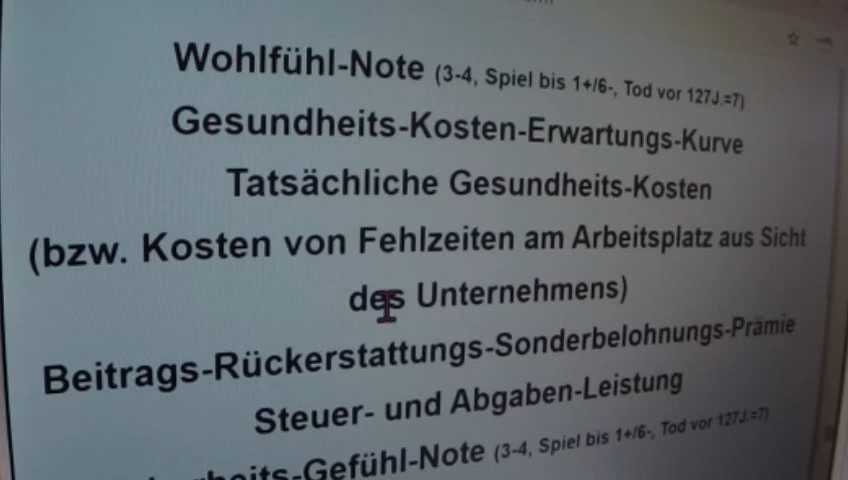 Wohlfühl-Note (3-4, Spiel bis 1+/6-, Tod vor 127J.=7)
Gesundheits-Kosten-Erwartungs-Kurve
Tatsächliche Gesundheits-Kosten
(bzw. Kosten von Fehlzeiten am Arbeitsplatz aus Sicht
des Unternehmens)
Beitrags-Rückerstattungs-Sonderbelohnungs-Prämie
Steuer- und Abgaben-Leistung
-Gefühl-Note (3-4, Spiel bis 1+/6-, Tod vor 127J.=7)